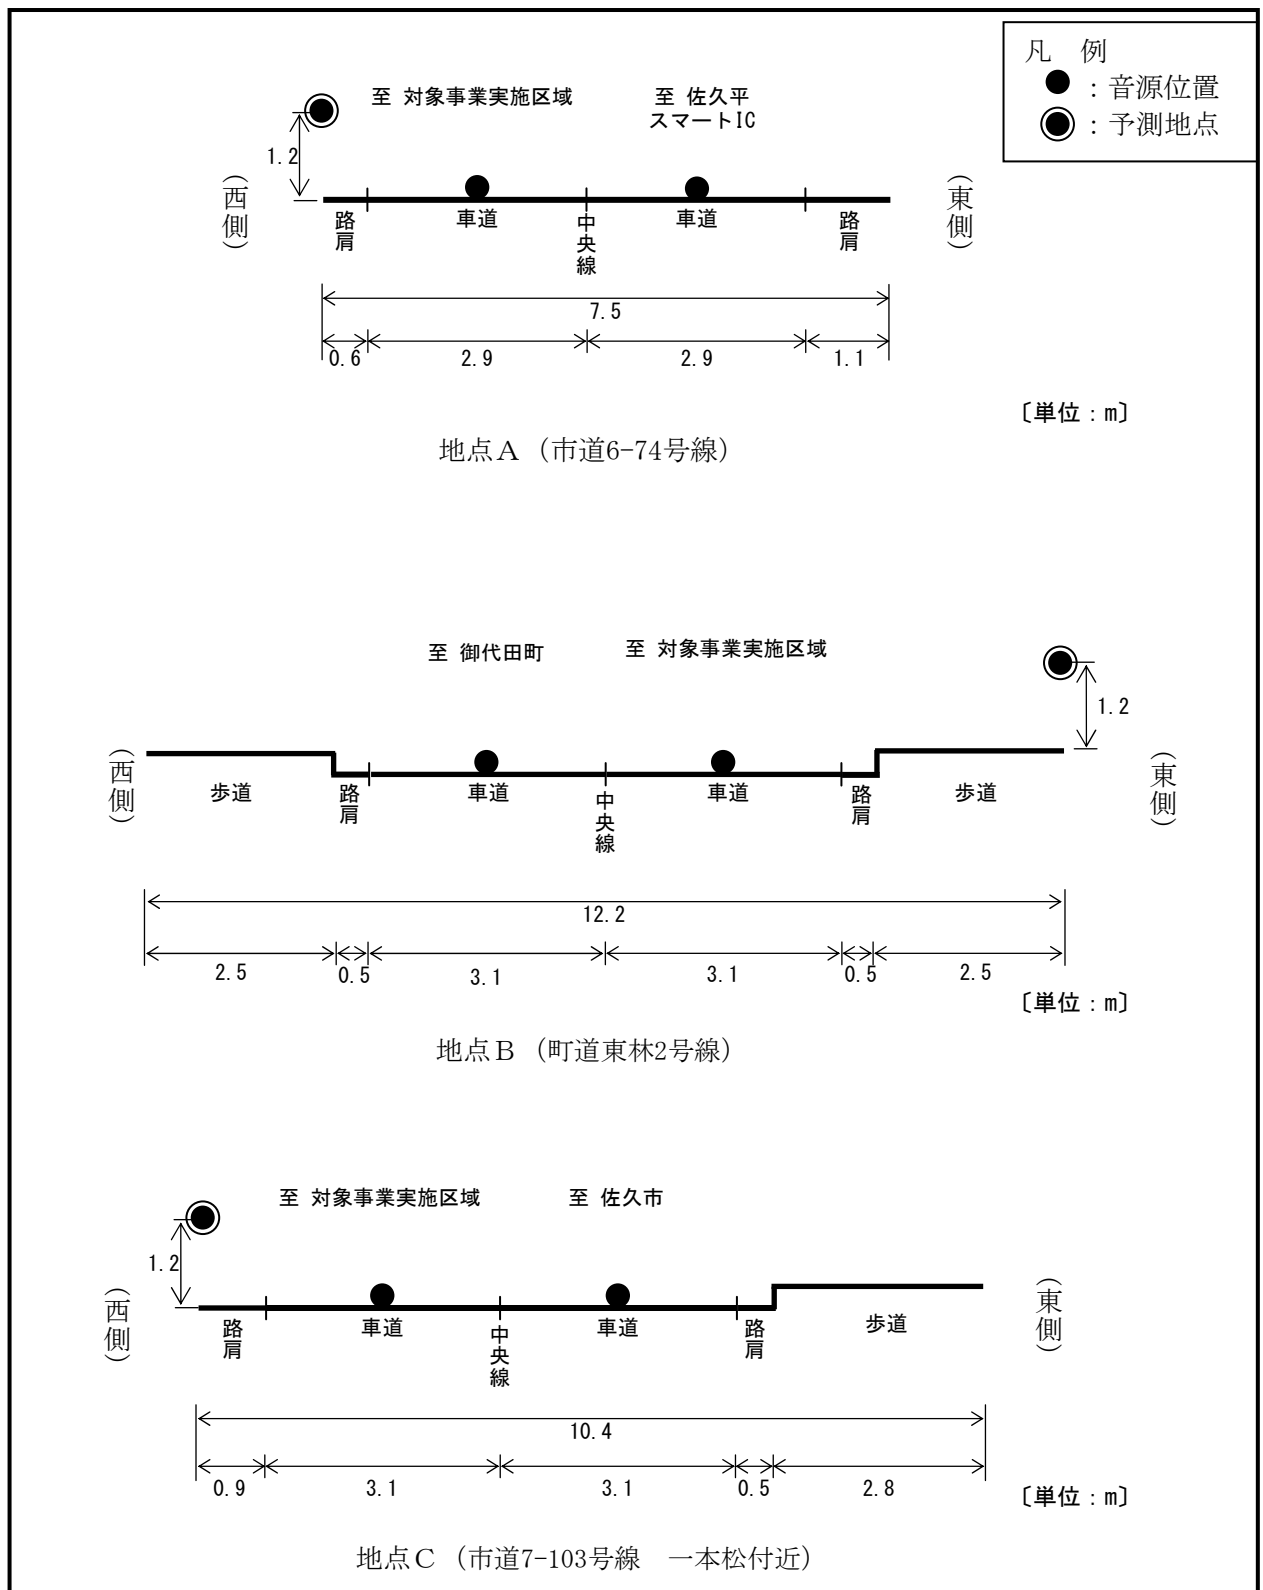 凡　例
●：音源位置
◉：予測地点
至 対象事業実施区域
至 佐久平
スマートIC
1.2
(西側)
(東側)
路肩
車道
中央線
車道
路肩
7.5
0.6
2.9
2.9
1.1
〔単位：m〕
地点A（市道6-74号線）
至 御代田町
至 対象事業実施区域
1.2
(西側)
(東側)
歩道
路肩
車道
中央線
車道
路肩
歩道
12.2
2.5
0.5
3.1
3.1
0.5
2.5
〔単位：m〕
地点B（町道東林2号線）
至 対象事業実施区域
至 佐久市
1.2
(西側)
(東側)
路肩
車道
中央線
車道
路肩
歩道
10.4
0.9
3.1
3.1
0.5
2.8
〔単位：m〕
地点C（市道7-103号線　一本松付近）